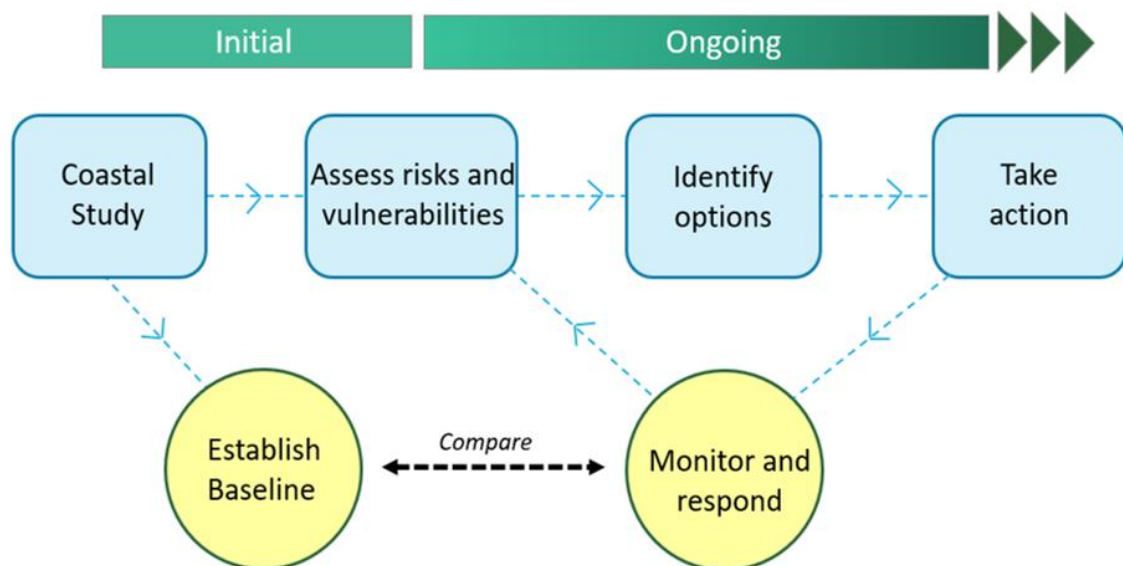 Initial
Ongoing
Coastal
Study
Assess risks and
vulnerabilities
Identify
options
Take
action
Establish
Baseline
Compare
Monitor and
respond